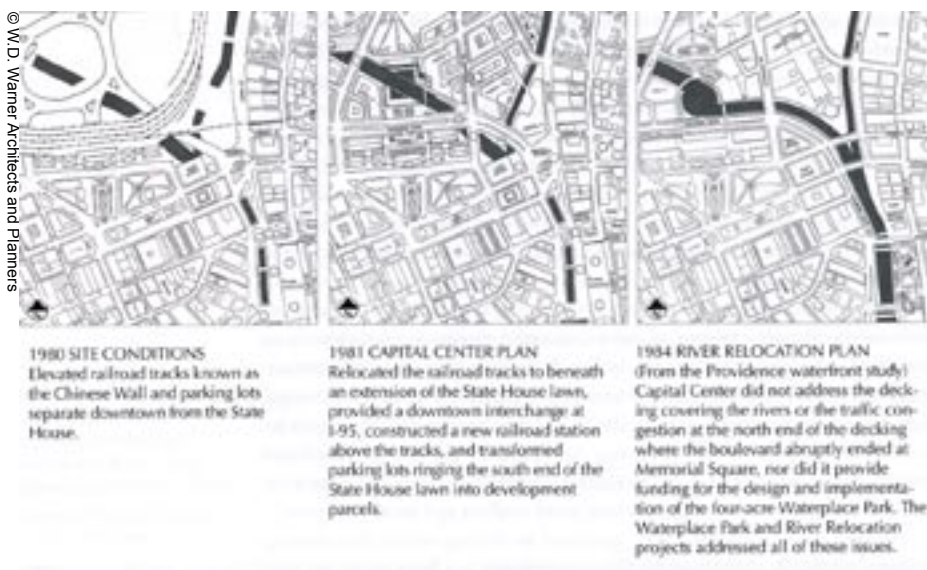 © W.D. Warner Architects and Planners
1980 SITE CONDITIONS
Elevated railroad tracks known as
the Chinese Wall and parking lots
separate downtown from the State
House.
1981 CAPITAL CENTER PLAN
Relocated the railroad tracks to beneath
an extension of the State House lawn,
provided a downtown interchange at
I-95, constructed a new railroad station
above the tracks, and transformed
parking lots ringing the south end of the
State House lawn into development
parcels.
1984 RIVER RELOCATION PLAN
(From the Providence waterfront study)
Capital Center did not address the deck-
ing covering the rivers or the traffic con-
gestion at the north end of the decking
where the boulevard abruptly ended at
Memorial Square, nor did it provide
funding for the design and implementa-
tion of the four-acre Waterplace Park. The
Waterplace Park and River Relocation
projects addressed all of these issues.